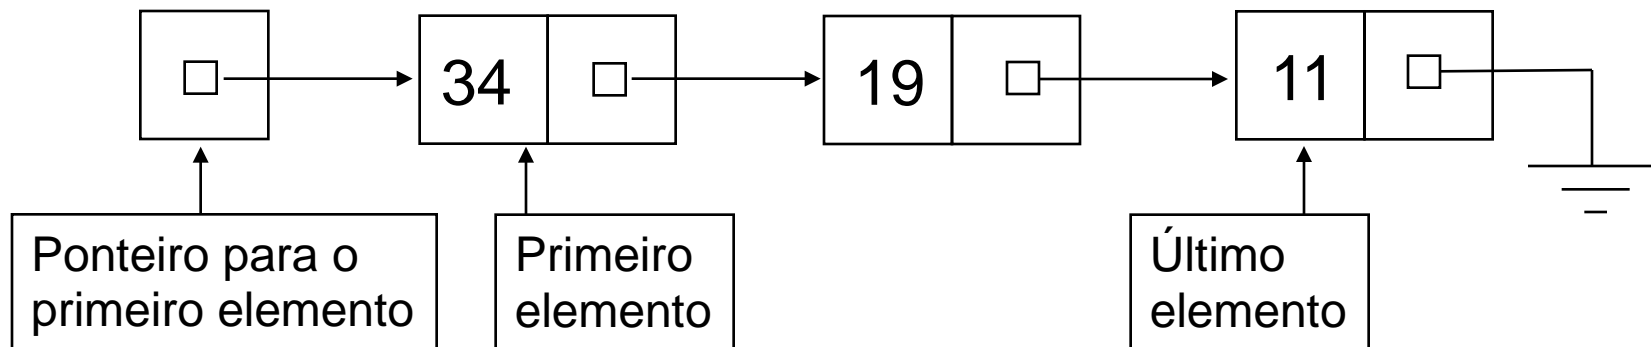 34 19 11
Ponteiro para o
primeiro elemento
Primeiro
elemento
Último
elemento